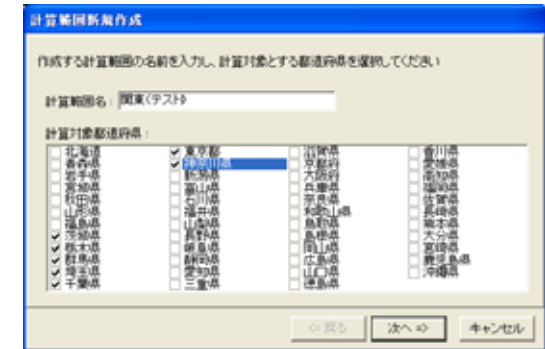 計算範囲新規作成
作成する計算範囲の名前を入力し、計算対象とする都道府県を選択してください
計算範囲名: 関東(テスト)
計算対象都道府県:
北海道
青森県
岩手県
宮城県
秋田県
山形県
福島県
茨城県
栃木県
群馬県
埼玉県
千葉県
東京都
神奈川県
新潟県
富山県
石川県
福井県
山梨県
長野県
岐阜県
静岡県
愛知県
三重県
滋賀県
京都府
大阪府
兵庫県
奈良県
和歌山県
鳥取県
島根県
岡山県
広島県
山口県
徳島県
香川県
愛媛県
高知県
福岡県
佐賀県
長崎県
熊本県
大分県
宮崎県
鹿児島県
沖縄県
<= 戻る
次へ =>
キャンセル